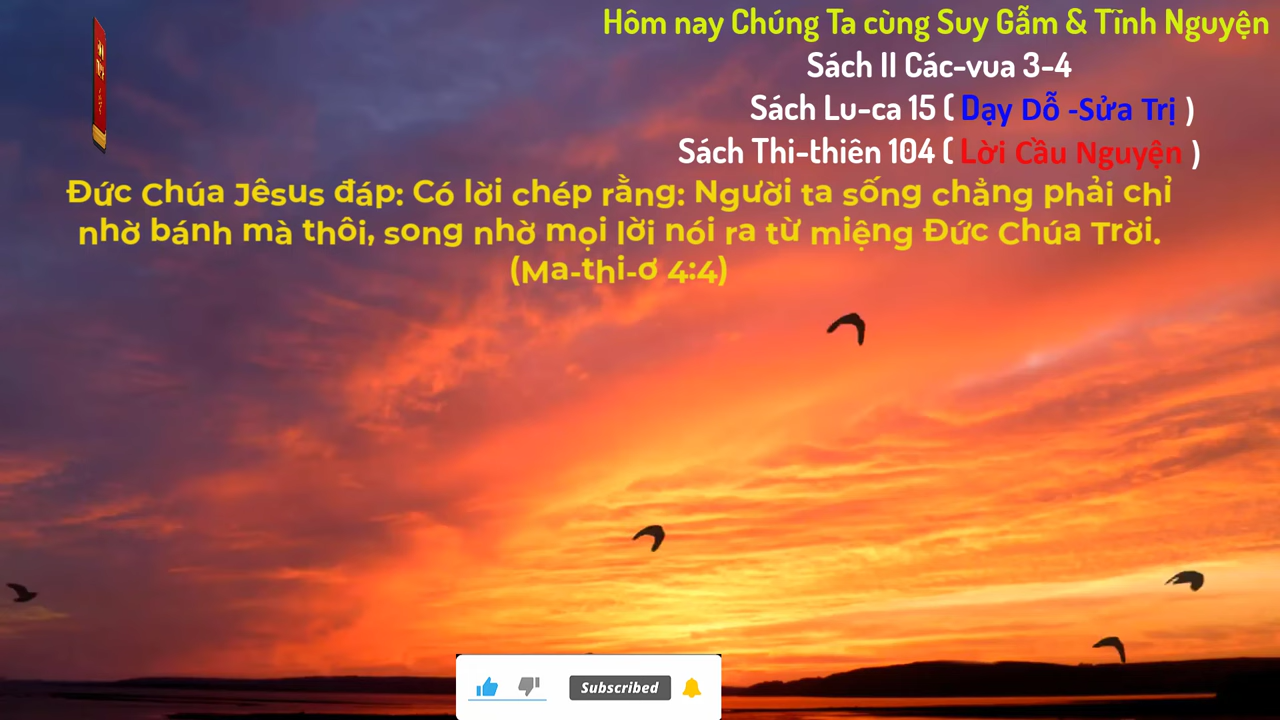 Hôm nay Chúng Ta cùng Suy Gẫm & Tĩnh Nguyện
Sách II Các-vua 3-4
Sách Lu-ca 15 ( Dạy Dỗ -Sửa Trị )
Sách Thi-thiên 104 ( Lời Cầu Nguyện )
Đức Chúa Jêsus đáp: Có lời chép rằng: Người ta sống chẳng phải chỉ
nhờ bánh mà thôi, song nhờ mọi lời nói ra từ miệng Đức Chúa Trời.
(Ma-thi-ơ 4:4)
Subscribed